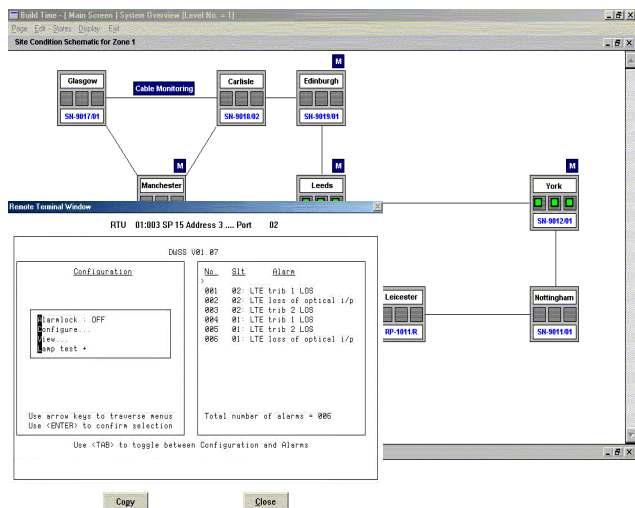 Build Time - [ Main Screen ] System Overview (Level No. = 1)
Page Edit - States Display Exit
Site Condition Schematic for Zone 1
M
Glasgow
Cable Monitoring
Carlisle
Edinburgh
SN-9017/01
SN-9018/02
SN-9019/01
M
M
M
Manchester
Leeds
York
SN-9012/01
Remote Terminal Window
RTU 01:003 SP 15 Address 3 .... Port 02
DWSS V01.07
Configuration
Alarmlock : OFF
Configure...
View...
Lamp test +
Use arrow keys to traverse menus
Use <ENTER> to confirm selection
No. Slt Alarm
>
001 02: LTE trib 1 LOS
002 02: LTE loss of optical i/p
003 02: LTE trib 2 LOS
004 01: LTE trib 1 LOS
005 01: LTE trib 2 LOS
006 01: LTE loss of optical i/p
Total number of alarms = 006
Use <TAB> to toggle between Configuration and Alarms
Copy
Close
Leicester
RP-1011/R
Nottingham
SN-9011/01